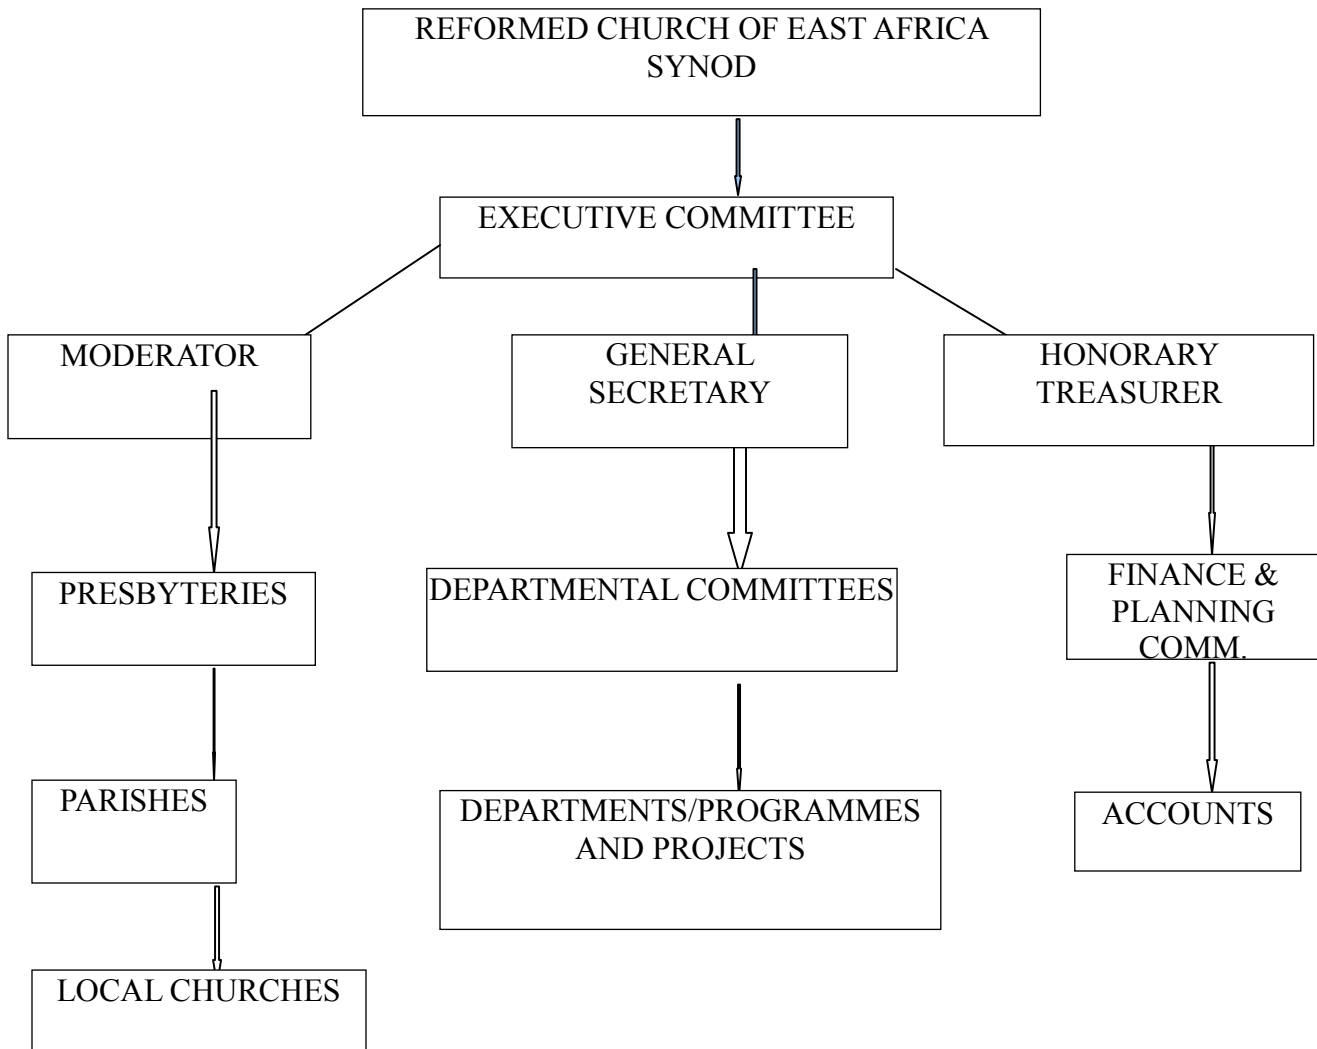 REFORMED CHURCH OF EAST AFRICA
SYNOD
EXECUTIVE COMMITTEE
MODERATOR
GENERAL
SECRETARY
HONORARY
TREASURER
PRESBYTERIES
DEPARTMENTAL COMMITTEES
FINANCE &
PLANNING
COMM.
PARISHES
DEPARTMENTS/PROGRAMMES
AND PROJECTS
ACCOUNTS
LOCAL CHURCHES